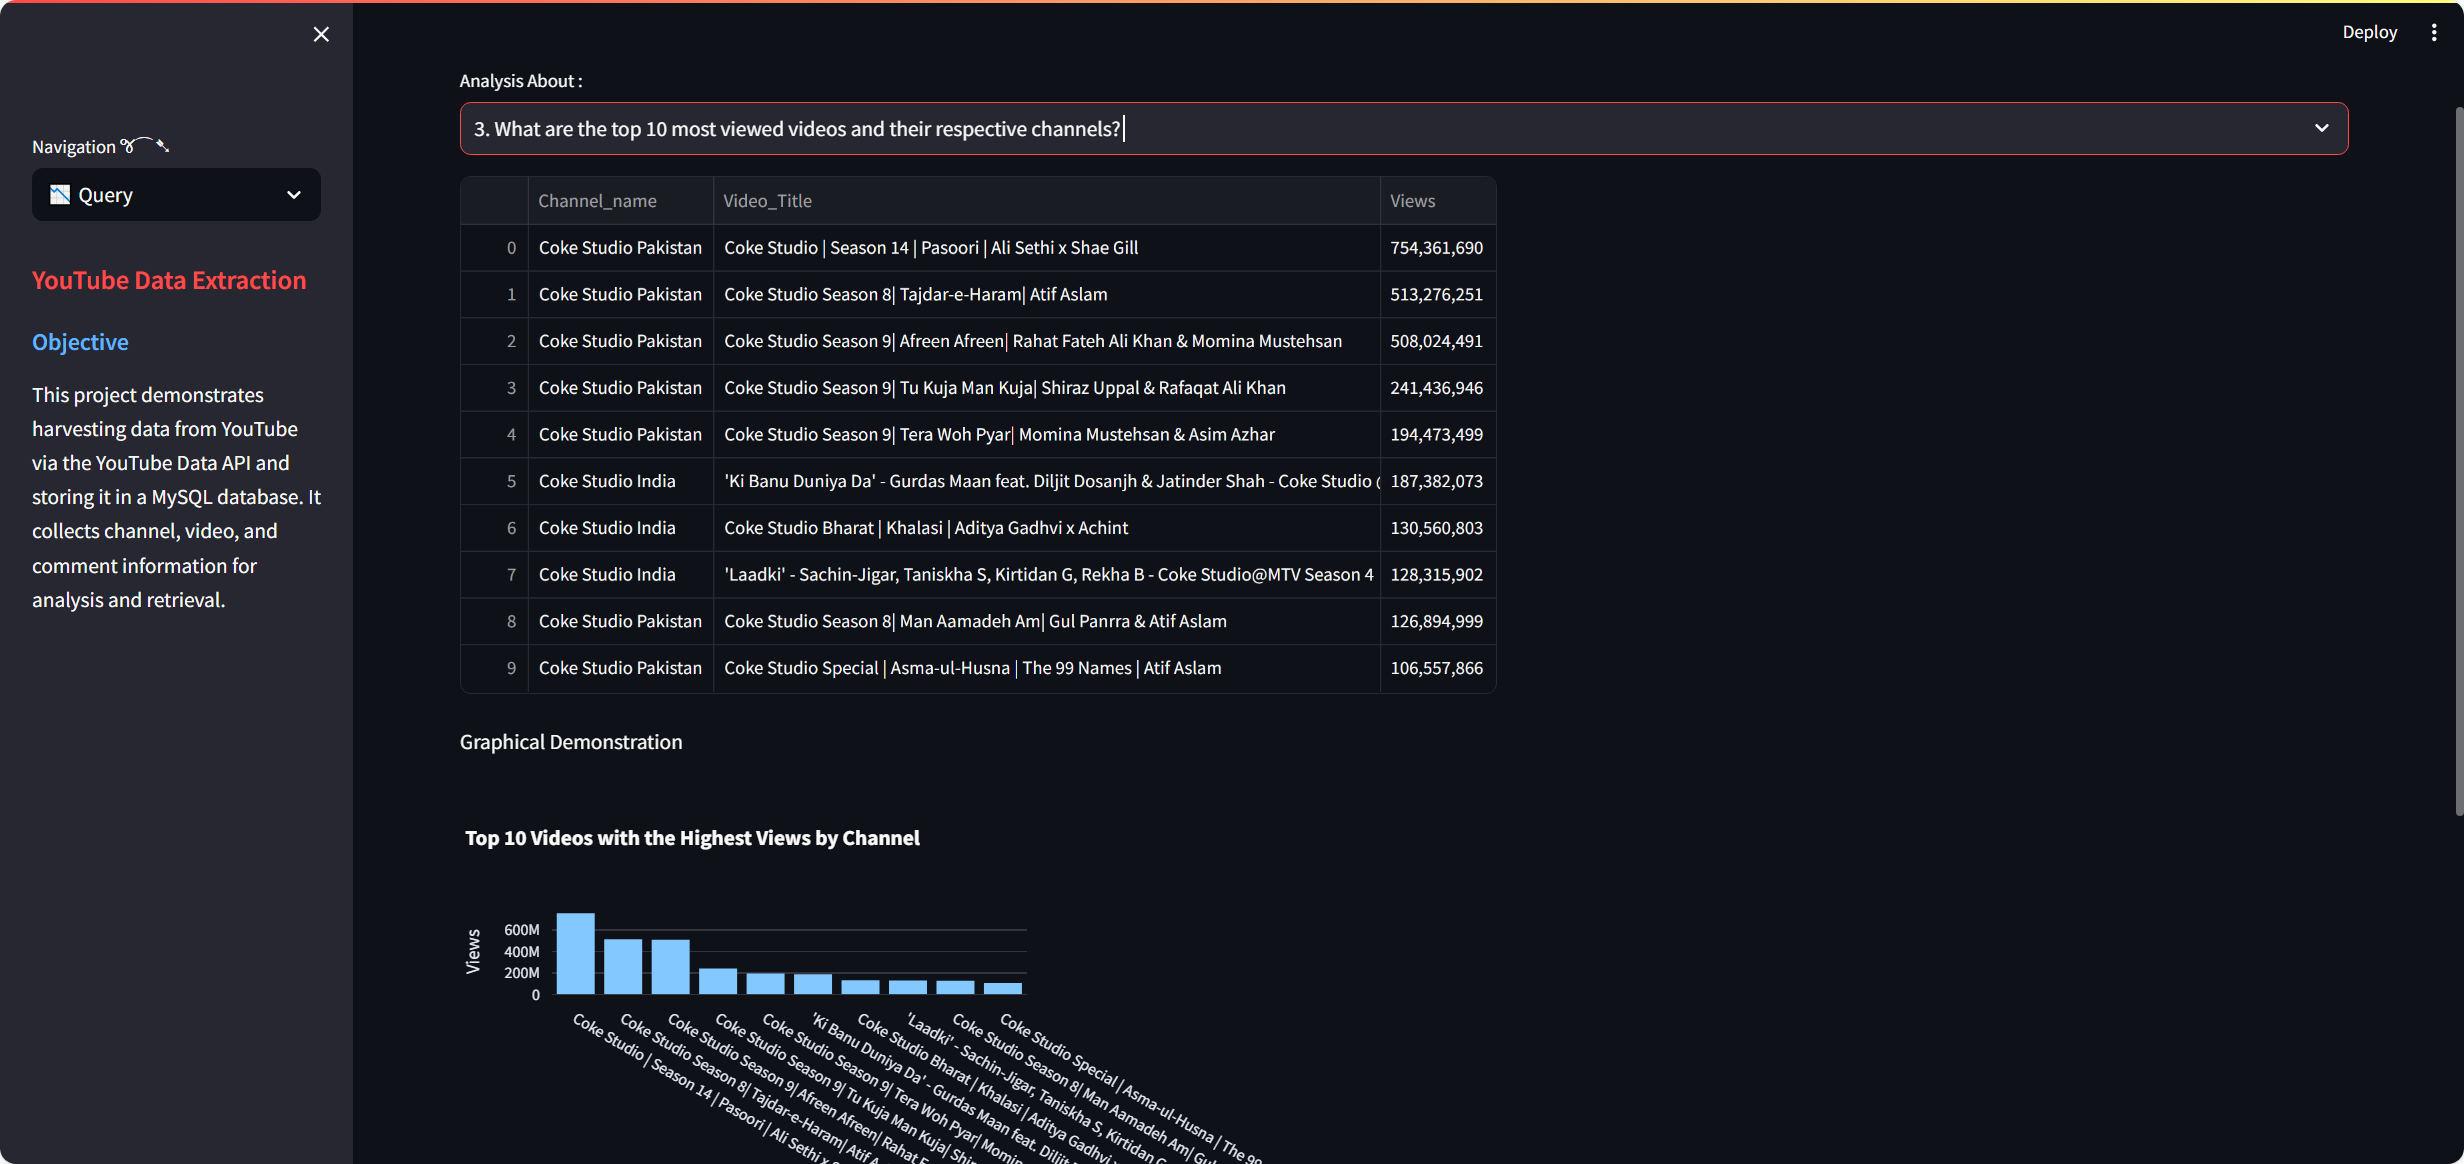 Deploy
Navigation
Query
YouTube Data Extraction
Objective
This project demonstrates
harvesting data from YouTube
via the YouTube Data API and
storing it in a MySQL database. It
collects channel, video, and
comment information for
analysis and retrieval.
Analysis About :
3. What are the top 10 most viewed videos and their respective channels?
Channel_name Video_Title Views
0 Coke Studio Pakistan Coke Studio | Season 14 | Pasoori | Ali Sethi x Shae Gill 754,361,690
1 Coke Studio Pakistan Coke Studio Season 8| Tajdar-e-Haram| Atif Aslam 513,276,251
2 Coke Studio Pakistan Coke Studio Season 9| Afreen Afreen| Rahat Fateh Ali Khan & Momina Mustehsan 508,024,491
3 Coke Studio Pakistan Coke Studio Season 9| Tu Kuja Man Kuja| Shiraz Uppal & Rafaqat Ali Khan 241,436,946
4 Coke Studio Pakistan Coke Studio Season 9| Tera Woh Pyar| Momina Mustehsan & Asim Azhar 194,473,499
5 Coke Studio India 'Ki Banu Duniya Da' - Gurdas Maan feat. Diljit Dosanjh & Jatinder Shah - Coke Studio 187,382,073
6 Coke Studio India Coke Studio Bharat | Khalasi | Aditya Gadhvi x Achint 130,560,803
7 Coke Studio India 'Laadki' - Sachin-Jigar, Taniskha S, Kirtidan G, Rekha B - Coke Studio@MTV Season 4 128,315,902
8 Coke Studio Pakistan Coke Studio Season 8| Man Aamadeh Am| Gul Panrra & Atif Aslam 126,894,999
9 Coke Studio Pakistan Coke Studio Special | Asma-ul-Husna | The 99 Names | Atif Aslam 106,557,866
Graphical Demonstration
Top 10 Videos with the Highest Views by Channel
Views
600M
400M
200M
0
Coke Studio | Season 14 | Pasoori | Ali Sethi x
Coke Studio Season 8| Tajdar-e-Haram| Atif
Coke Studio Season 9| Afreen Afreen| Rahat
Coke Studio Season 9| Tu Kuja Man Kuja|
Coke Studio Season 9| Tera Woh Pyar|
'Ki Banu Duniya Da' - Gurdas Maan feat. Diljit
Coke Studio Bharat | Khalasi | Aditya Gadhvi
'Laadki' - Sachin-Jigar, Taniskha S, Kirtidan
Coke Studio Season 8| Man Aamadeh Am|
Coke Studio Special | Asma-ul-Husna | The 99